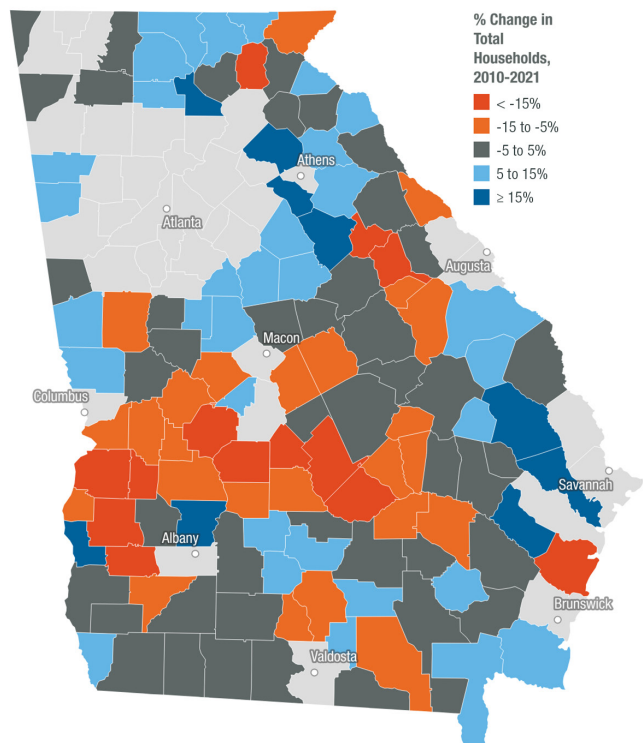 % Change in
Total
Households,
2010-2021
< -15%
-15 to -5%
-5 to 5%
5 to 15%
≥ 15%
Athens
Atlanta
Augusta
Macon
Columbus
Savannah
Albany
Brunswick
Valdosta